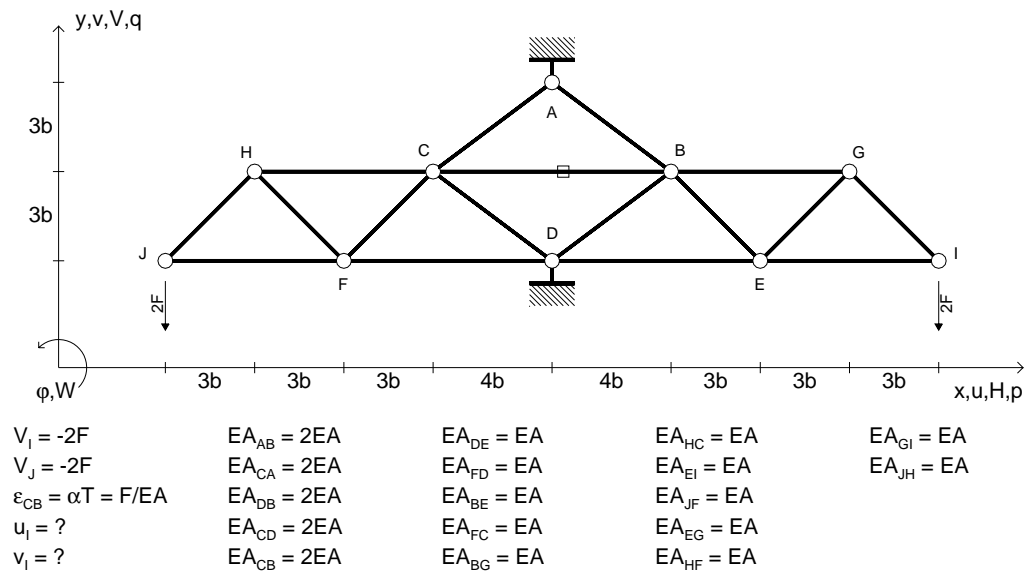 y,v,V,q
3b
3b
A
H
C
B
G
D
J
I
F
E
2F
2F
φ,W
3b
3b
3b
4b
4b
3b
3b
3b
x,u,H,p
V_I = -2F
V_J = -2F
ε_CB = αT = F/EA
u_I = ?
v_I = ?
EA_AB = 2EA
EA_CA = 2EA
EA_DB = 2EA
EA_CD = 2EA
EA_CB = 2EA
EA_DE = EA
EA_FD = EA
EA_BE = EA
EA_FC = EA
EA_BG = EA
EA_HC = EA
EA_EI = EA
EA_JF = EA
EA_EG = EA
EA_HF = EA
EA_GI = EA
EA_JH = EA